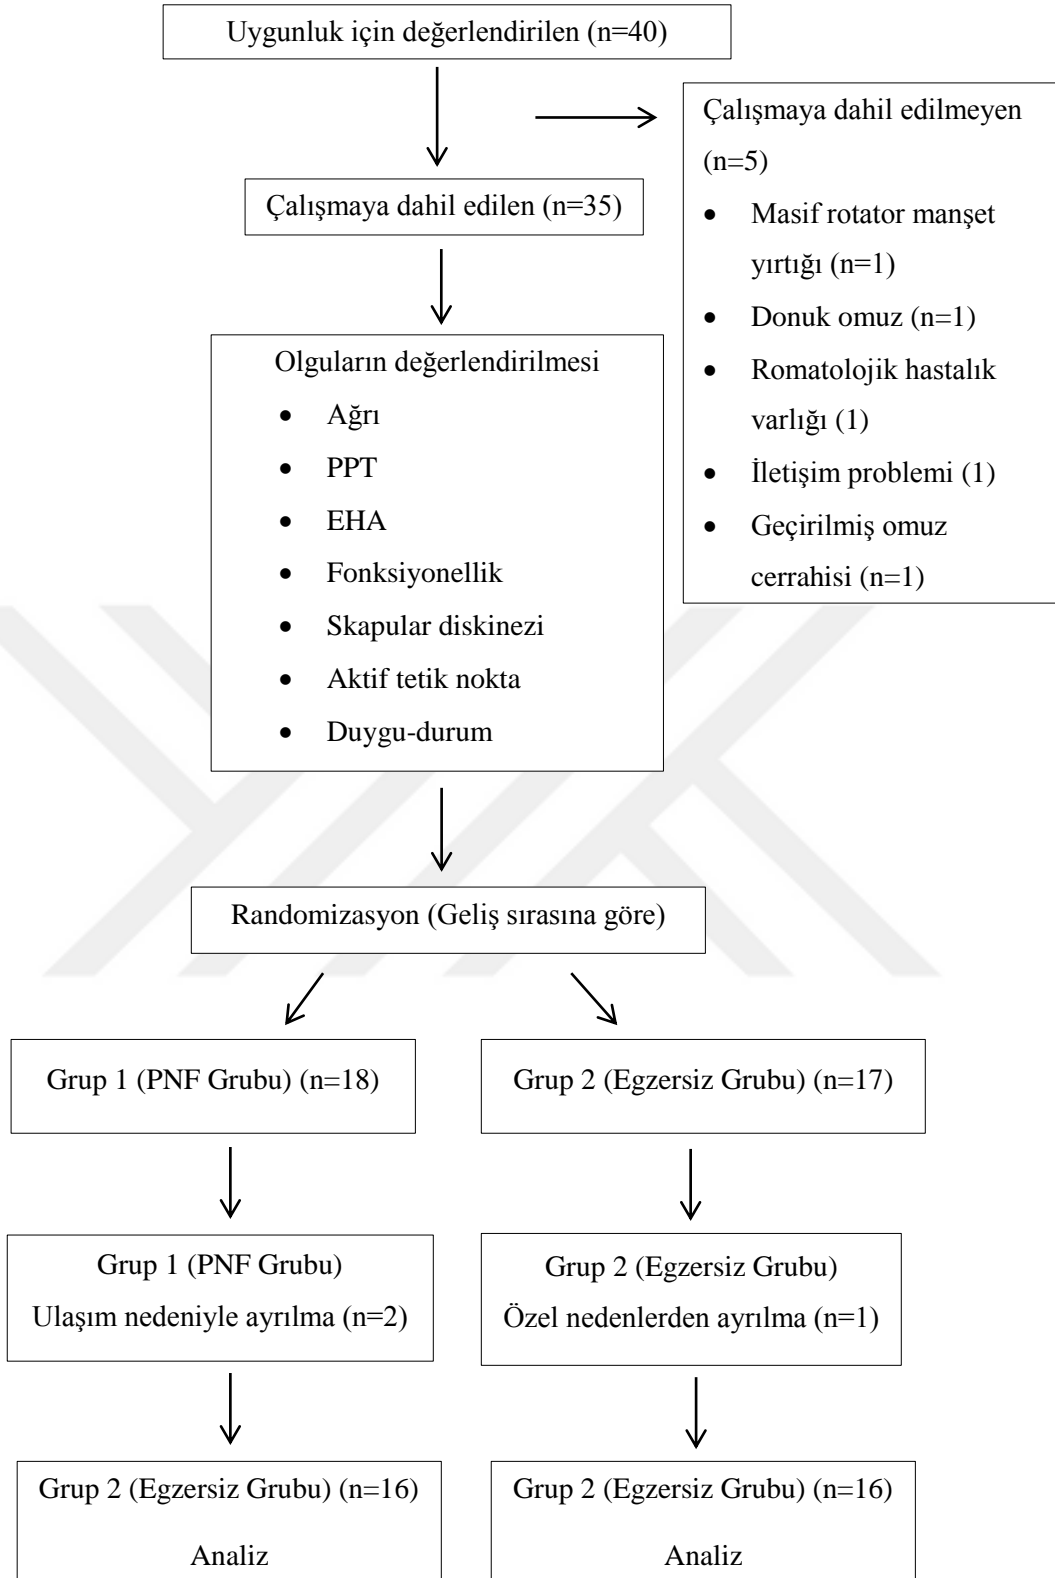 Uygunluk için değerlendirilen (n=40)
Çalışmaya dahil edilmeyen
(n=5)
• Masif rotator manşet
yırtığı (n=1)
• Donuk omuz (n=1)
• Romatolojik hastalık
varlığı (1)
• İletişim problemi (1)
• Geçirilmiş omuz
cerrahisi (n=1)
Çalışmaya dahil edilen (n=35)
Olguların değerlendirilmesi
• Ağrı
• PPT
• EHA
• Fonksiyonellik
• Skapular diskinezi
• Aktif tetik nokta
• Duygu-durum
Randomizasyon (Geliş sırasına göre)
Grup 1 (PNF Grubu) (n=18)
Grup 2 (Egzersiz Grubu) (n=17)
Grup 1 (PNF Grubu)
Ulaşım nedeniyle ayrılma (n=2)
Grup 2 (Egzersiz Grubu)
Özel nedenlerden ayrılma (n=1)
Grup 2 (Egzersiz Grubu) (n=16)
Analiz
Grup 2 (Egzersiz Grubu) (n=16)
Analiz